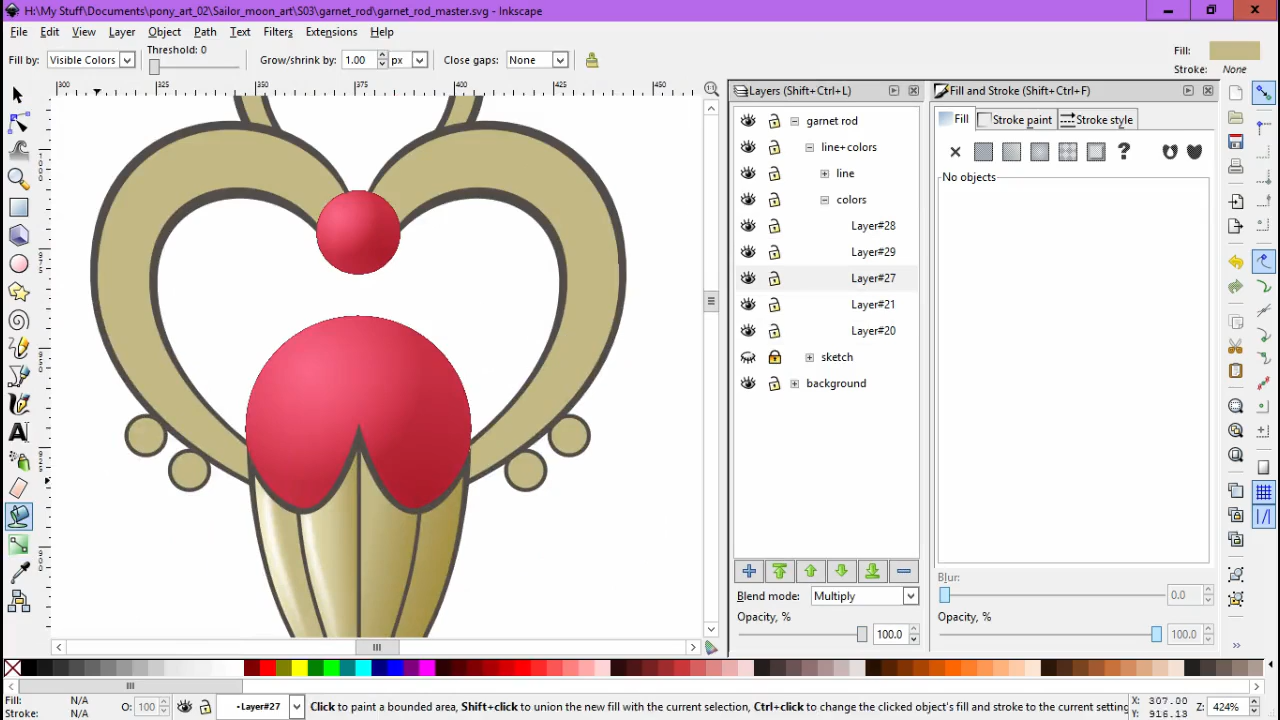 H:\My Stuff\Documents\pony_art_02\Sailor_moon_art\S03\garnet_rod\garnet_rod_master.svg - Inkscape
File Edit View Layer Object Path Text Filters Extensions Help
Fill by: Visible Colors Threshold: 0 Grow/shrink by: 1.00 px Close gaps: None
Fill:
Stroke: None
300 325 350 375 400 425 450
Layers (Shift+Ctrl+L)
Fill and Stroke (Shift+Ctrl+F)
garnet rod
line+colors
line
colors
Layer#28
Layer#29
Layer#27
Layer#21
Layer#20
sketch
background
Fill Stroke paint Stroke style
No objects
Blend mode: Multiply
Opacity, %
100.0
Blur:
0.0
Opacity, %
100.0
Fill: N/A
Stroke: N/A
O: 100
-Layer#27
Click to paint a bounded area, Shift+click to union the new fill with the current selection, Ctrl+click to change the clicked object's fill and stroke to the current setting
X: 307.00
Y: 916.13
Z: 424%